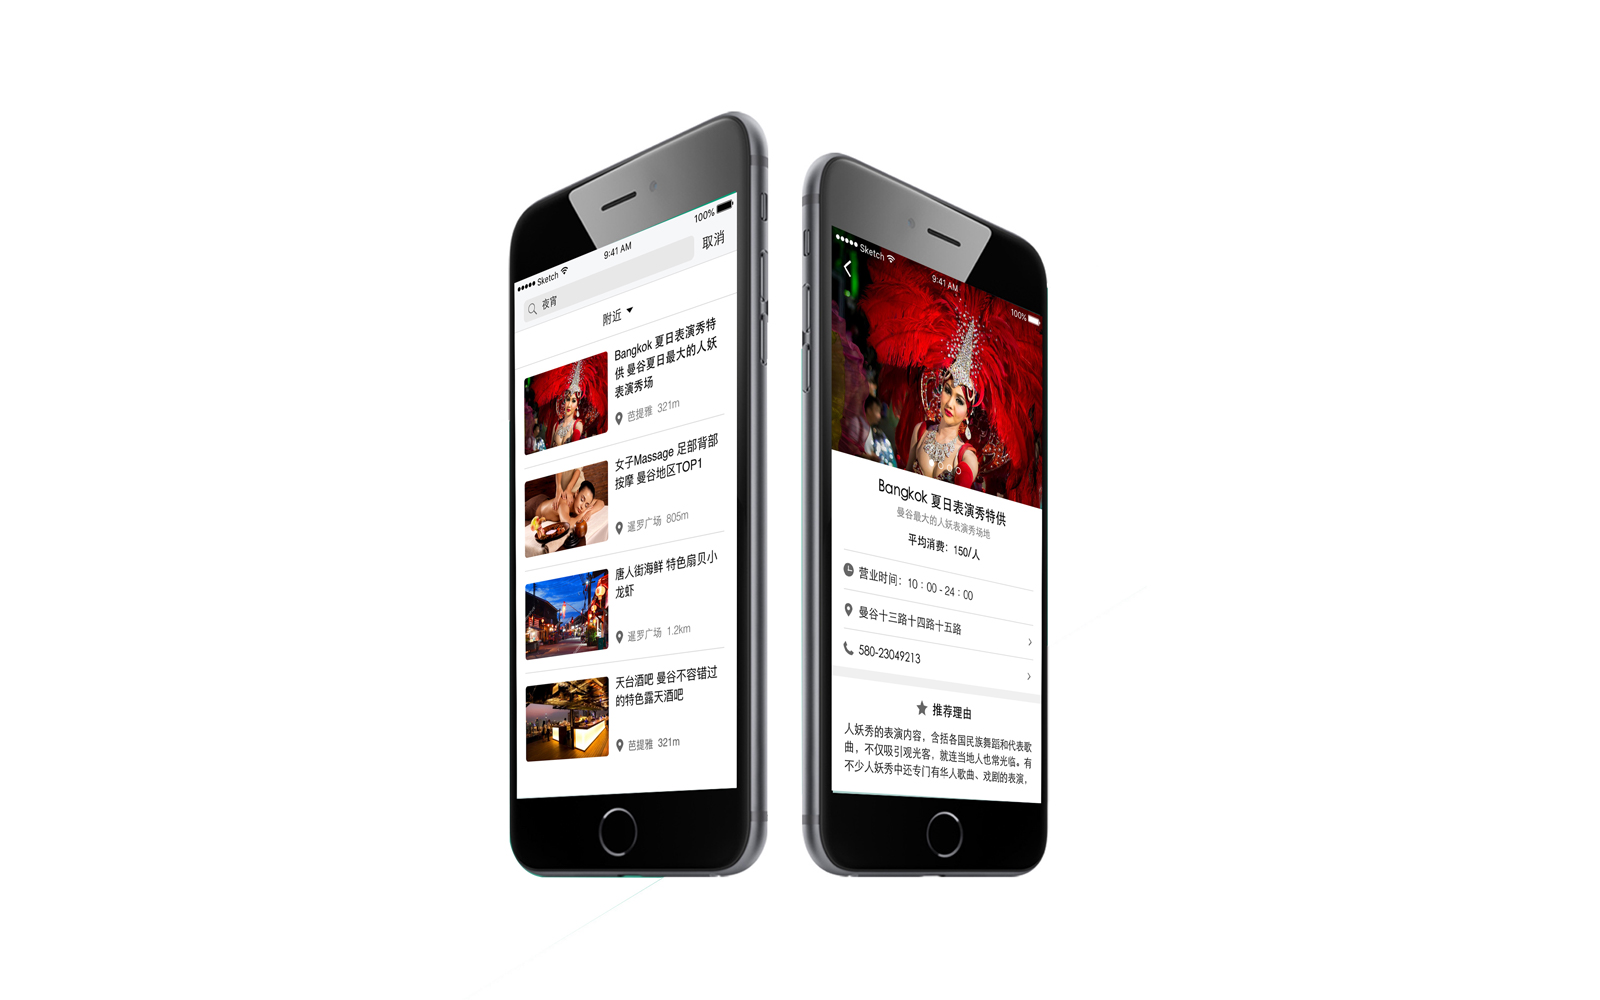 Sketch 9:41 AM 100%
夜宵 取消
附近
Bangkok 夏日表演秀特
供 曼谷夏日最大的人妖
表演秀场
芭提雅 321m
女子Massage 足部背部
按摩 曼谷地区TOP1
暹罗广场 805m
唐人街海鲜 特色扇贝小
龙虾
暹罗广场 1.2km
天台酒吧 曼谷不容错过
的特色露天酒吧
芭提雅 321m
Sketch 9:41 AM 100%
Bangkok 夏日表演秀特供
曼谷最大的人妖表演秀场地
平均消费：150/人
营业时间：10：00 - 24：00
曼谷十三路十四路十五路
580-23049213
推荐理由
人妖秀的表演内容，含括各国民族舞蹈和代表歌
曲，不仅吸引观光客，就连当地人也常光临。有
不少人妖秀中还专门有华人歌曲、戏剧的表演，